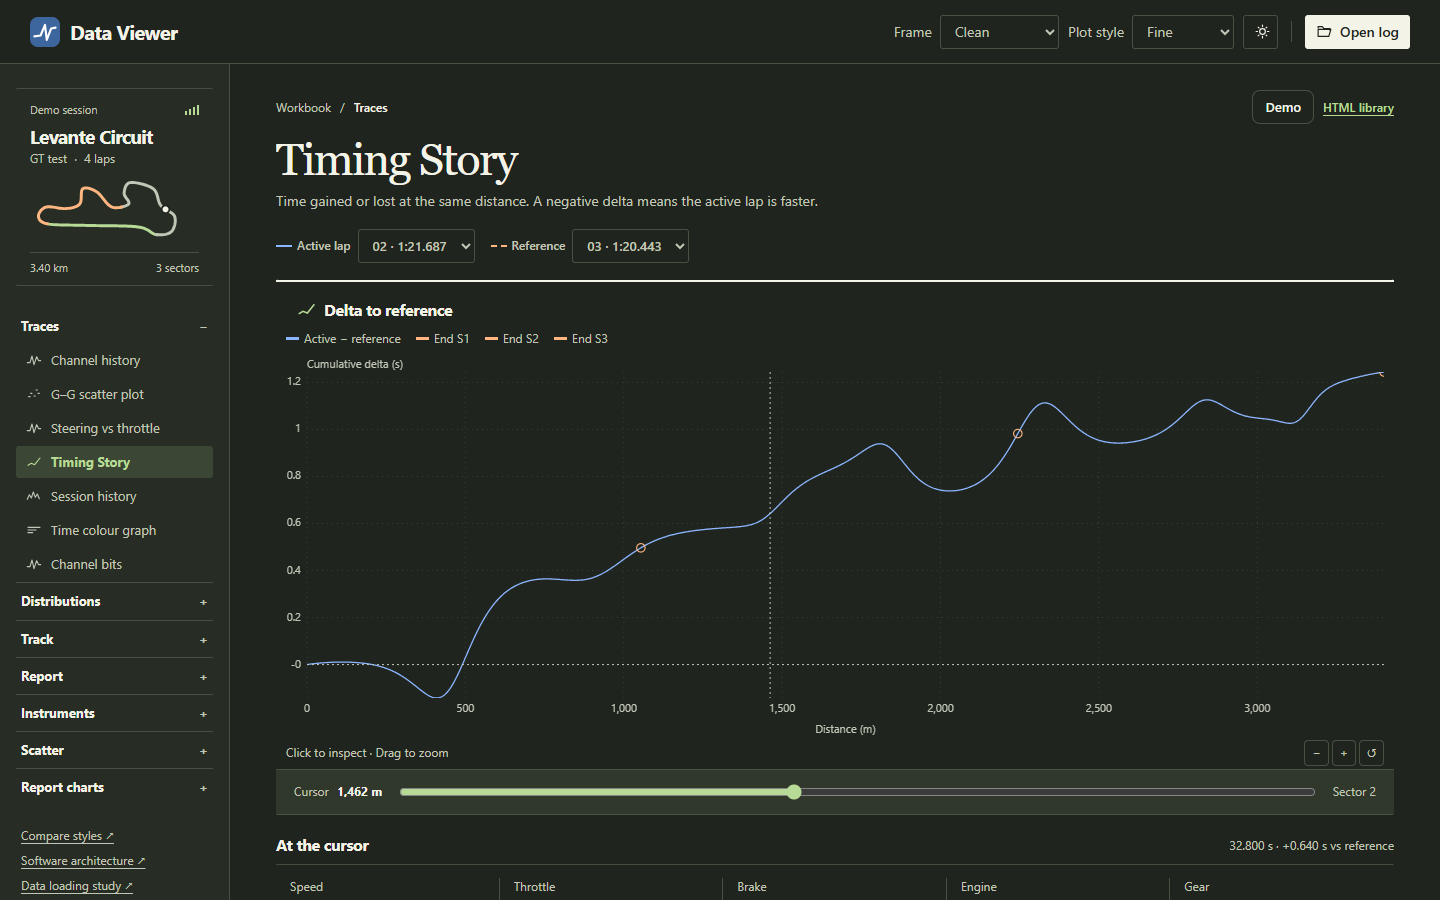 Data Viewer
Frame Clean Plot style Fine Open log
Demo session
Levante Circuit
GT test · 4 laps
3.40 km 3 sectors
Traces −
Channel history
G–G scatter plot
Steering vs throttle
Timing Story
Session history
Time colour graph
Channel bits
Distributions +
Track +
Report +
Instruments +
Scatter +
Report charts +
Compare styles ↗
Software architecture ↗
Data loading study ↗
Workbook / Traces
Demo HTML library
Timing Story
Time gained or lost at the same distance. A negative delta means the active lap is faster.
Active lap 02 · 1:21.687 Reference 03 · 1:20.443
Delta to reference
Active − reference End S1 End S2 End S3
Cumulative delta (s)
1.2
1
0.8
0.6
0.4
0.2
-0
0 500 1,000 1,500 2,000 2,500 3,000
Distance (m)
Click to inspect · Drag to zoom − + ↺
Cursor 1,462 m Sector 2
At the cursor 32.800 s · +0.640 s vs reference
Speed Throttle Brake Engine Gear